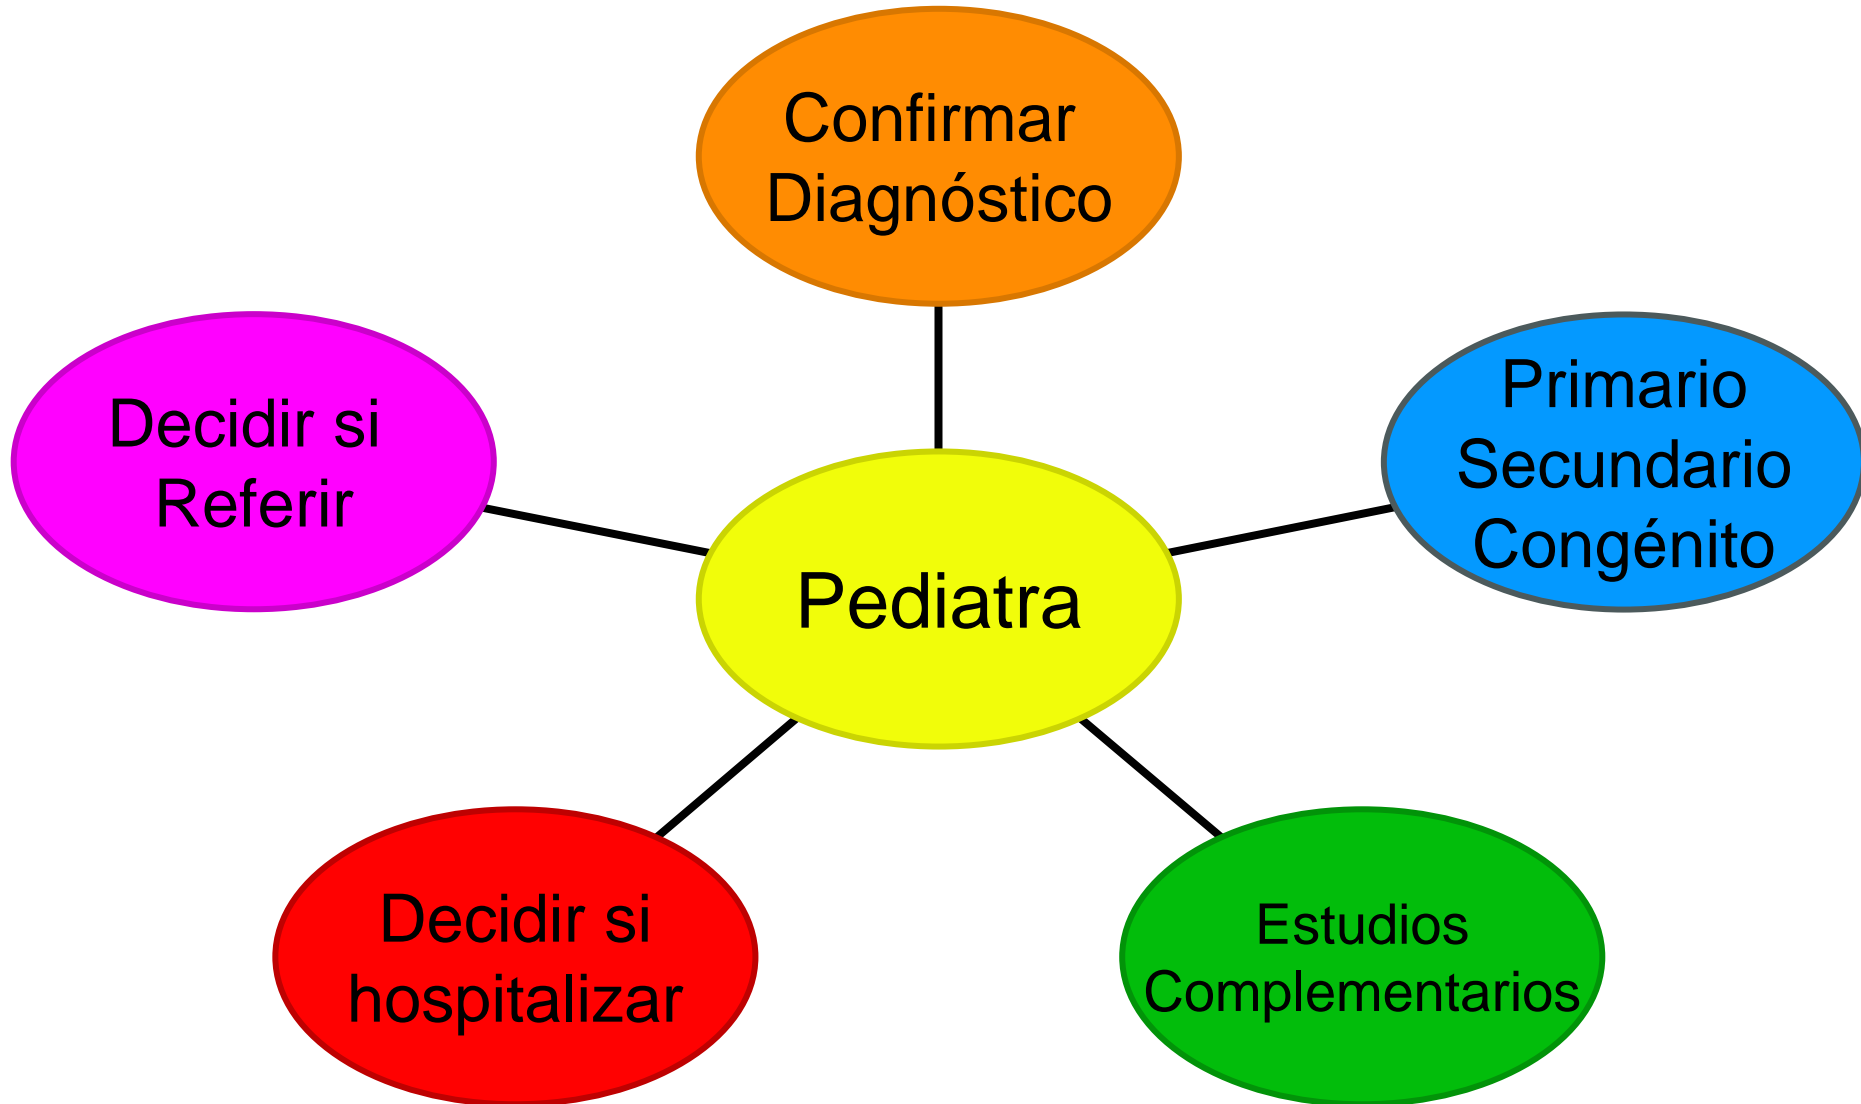 Confirmar
Diagnóstico
Primario
Secundario
Congénito
Decidir si
Referir
Pediatra
Decidir si
hospitalizar
Estudios
Complementarios